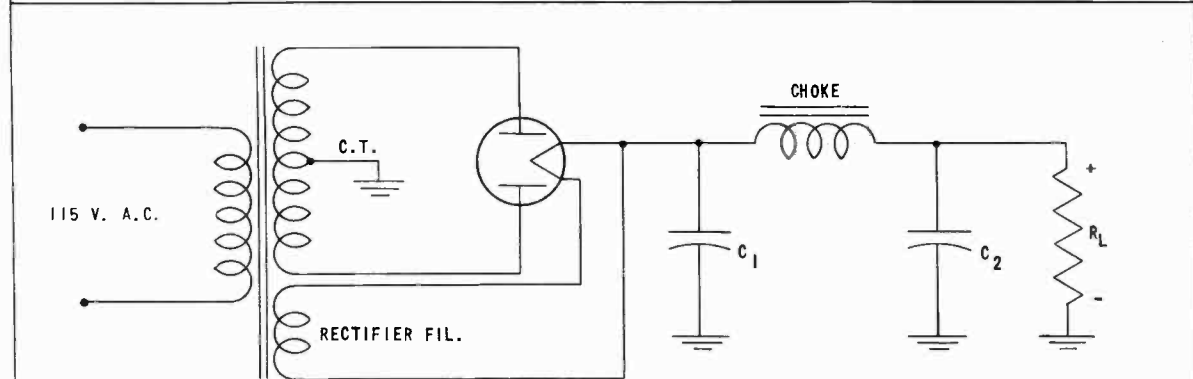 CHOKE
C.T.
115 V. A.C.
+
C1
C2
RL
-
RECTIFIER FIL.